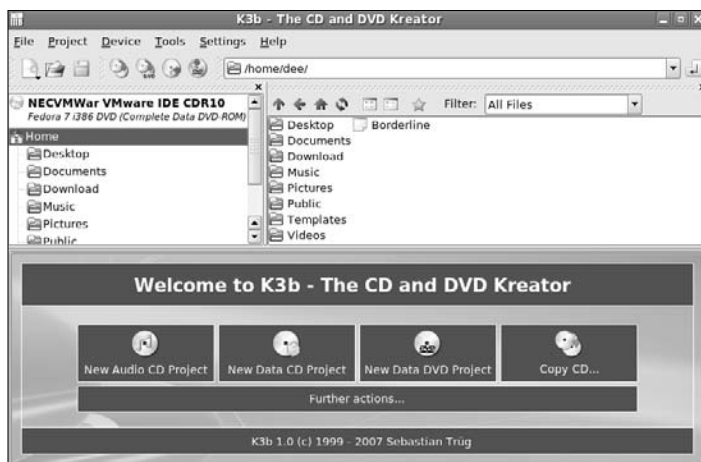 K3b - The CD and DVD Kreator
File Project Device Tools Settings Help
/home/dee/
NECVMWar VMware IDE CDR10
Fedora 7 i386 DVD (Complete Data DVD-ROM)
Home
Desktop
Documents
Download
Music
Pictures
Public
Filter: All Files
Desktop Borderline
Documents
Download
Music
Pictures
Public
Templates
Videos
Welcome to K3b - The CD and DVD Kreator
New Audio CD Project New Data CD Project New Data DVD Project Copy CD...
Further actions...
K3b 1.0 (c) 1999 - 2007 Sebastian Trüg